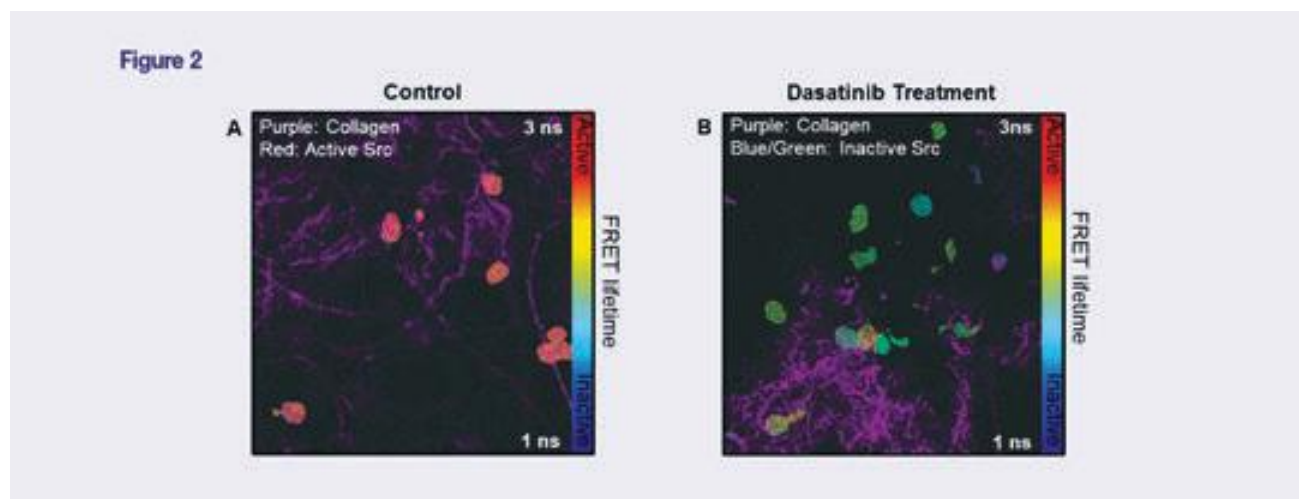 Figure 2
Control
A
Purple: Collagen
3 ns
Red: Active Src
Active
FRET lifetime
Inactive
1 ns
Dasatinib Treatment
B
Purple: Collagen
3ns
Blue/Green: Inactive Src
Active
FRET lifetime
Inactive
1 ns